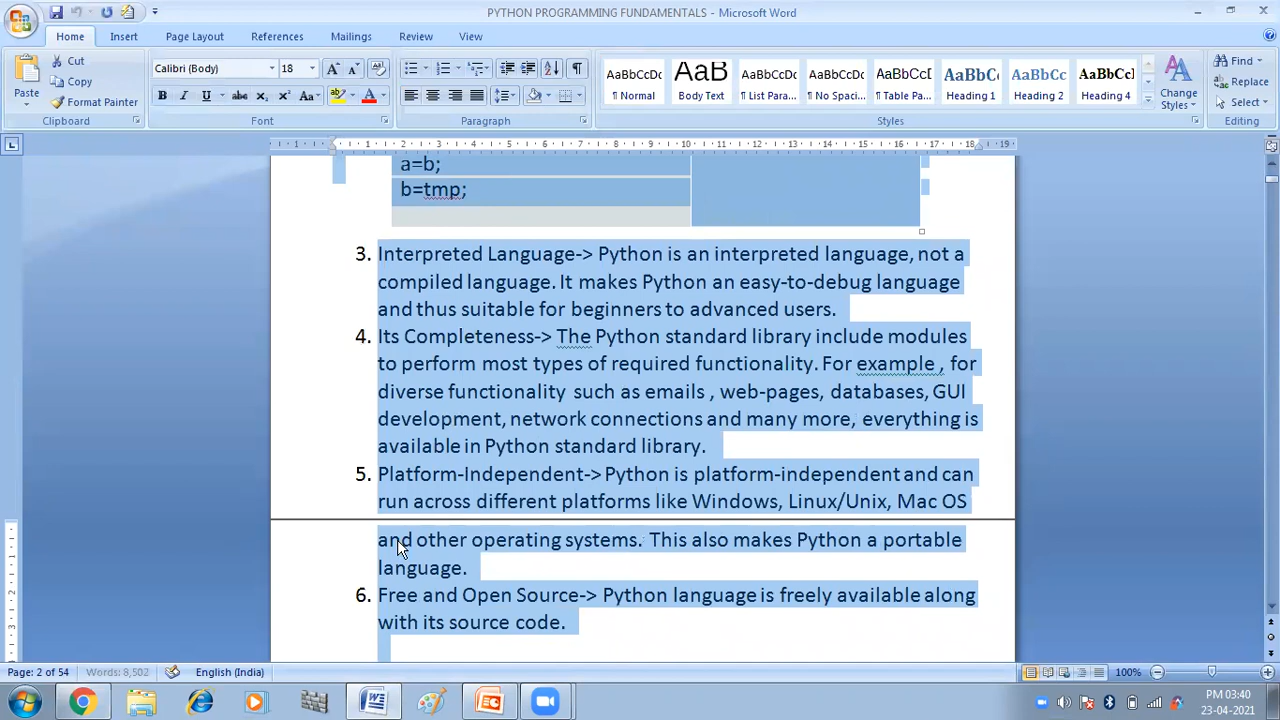 PYTHON PROGRAMMING FUNDAMENTALS - Microsoft Word
Home Insert Page Layout References Mailings Review View
Paste
Cut
Copy
Format Painter
Clipboard
Calibri (Body) 18
Font
Paragraph
AaBbCcDc AaBb AaBbCcDc AaBbCcDc AaBbCcDc AaBbC AaBbCc AaBbCc
¶ Normal Body Text ¶ List Para... ¶ No Spaci... ¶ Table Pa... Heading 1 Heading 2 Heading 4
Change Styles
Styles
Find
Replace
Select
Editing
a=b;
b=tmp;
3. Interpreted Language-> Python is an interpreted language, not a
compiled language. It makes Python an easy-to-debug language
and thus suitable for beginners to advanced users.
4. Its Completeness-> The Python standard library include modules
to perform most types of required functionality. For example , for
diverse functionality such as emails , web-pages, databases, GUI
development, network connections and many more, everything is
available in Python standard library.
5. Platform-Independent-> Python is platform-independent and can
run across different platforms like Windows, Linux/Unix, Mac OS
and other operating systems. This also makes Python a portable
language.
6. Free and Open Source-> Python language is freely available along
with its source code.
Page: 2 of 54 Words: 8,502 English (India) 100%
PM 03:40
23-04-2021